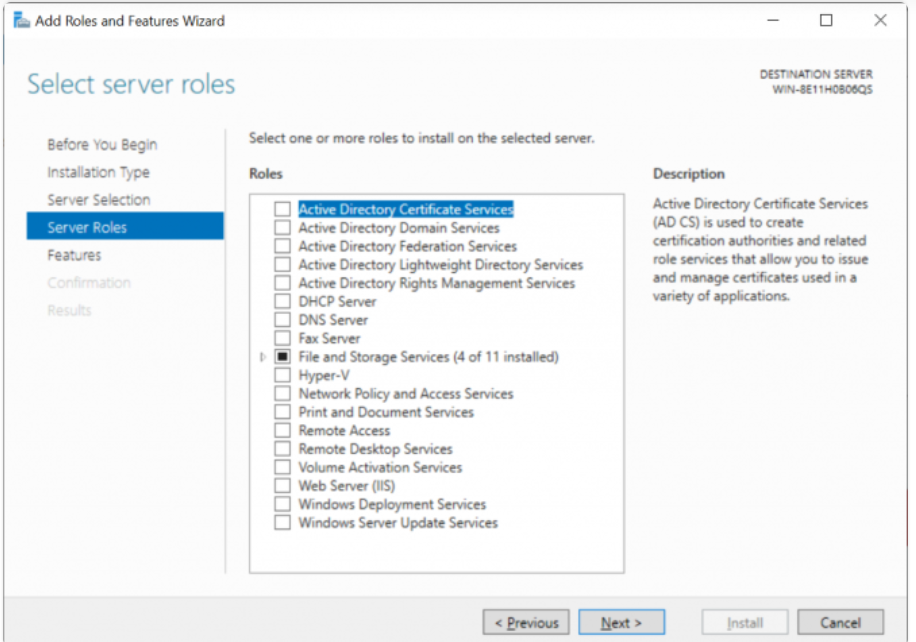 Add Roles and Features Wizard
Select server roles
DESTINATION SERVER
WIN-8E11H0B06QS
Before You Begin
Installation Type
Server Selection
Server Roles
Features
Confirmation
Results
Select one or more roles to install on the selected server.
Roles
Active Directory Certificate Services
Active Directory Domain Services
Active Directory Federation Services
Active Directory Lightweight Directory Services
Active Directory Rights Management Services
DHCP Server
DNS Server
Fax Server
File and Storage Services (4 of 11 installed)
Hyper-V
Network Policy and Access Services
Print and Document Services
Remote Access
Remote Desktop Services
Volume Activation Services
Web Server (IIS)
Windows Deployment Services
Windows Server Update Services
Description
Active Directory Certificate Services
(AD CS) is used to create
certification authorities and related
role services that allow you to issue
and manage certificates used in a
variety of applications.
< Previous
Next >
Install
Cancel